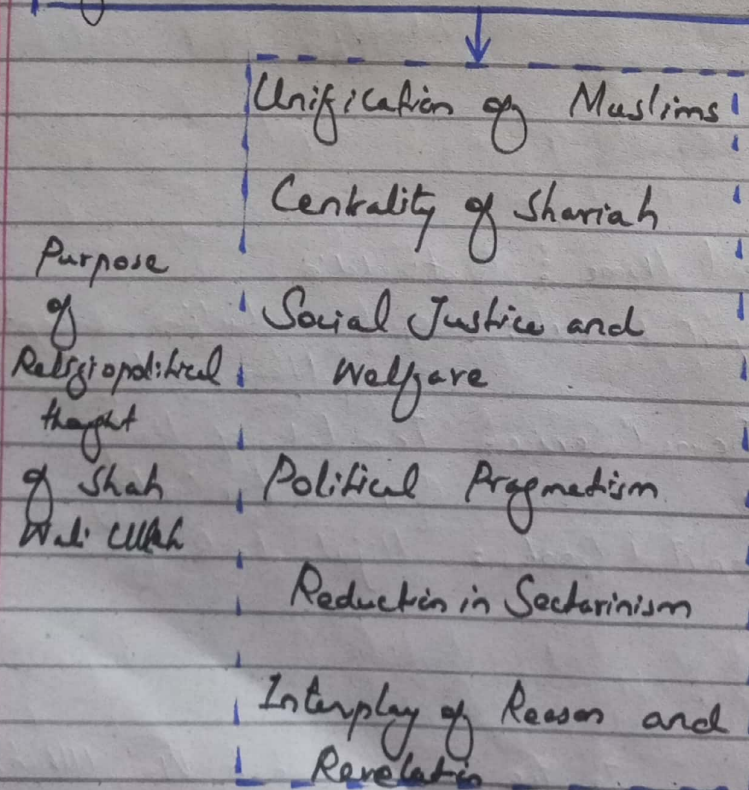 Unification of Muslims
Centrality of Shariah
Purpose
of
Religiopolitical
thought
of Shah
Wali Ullah
Social Justice and
Welfare
Political Pragmatism
Reduction in Sectarinism
Interplay of Reason and
Revelatio